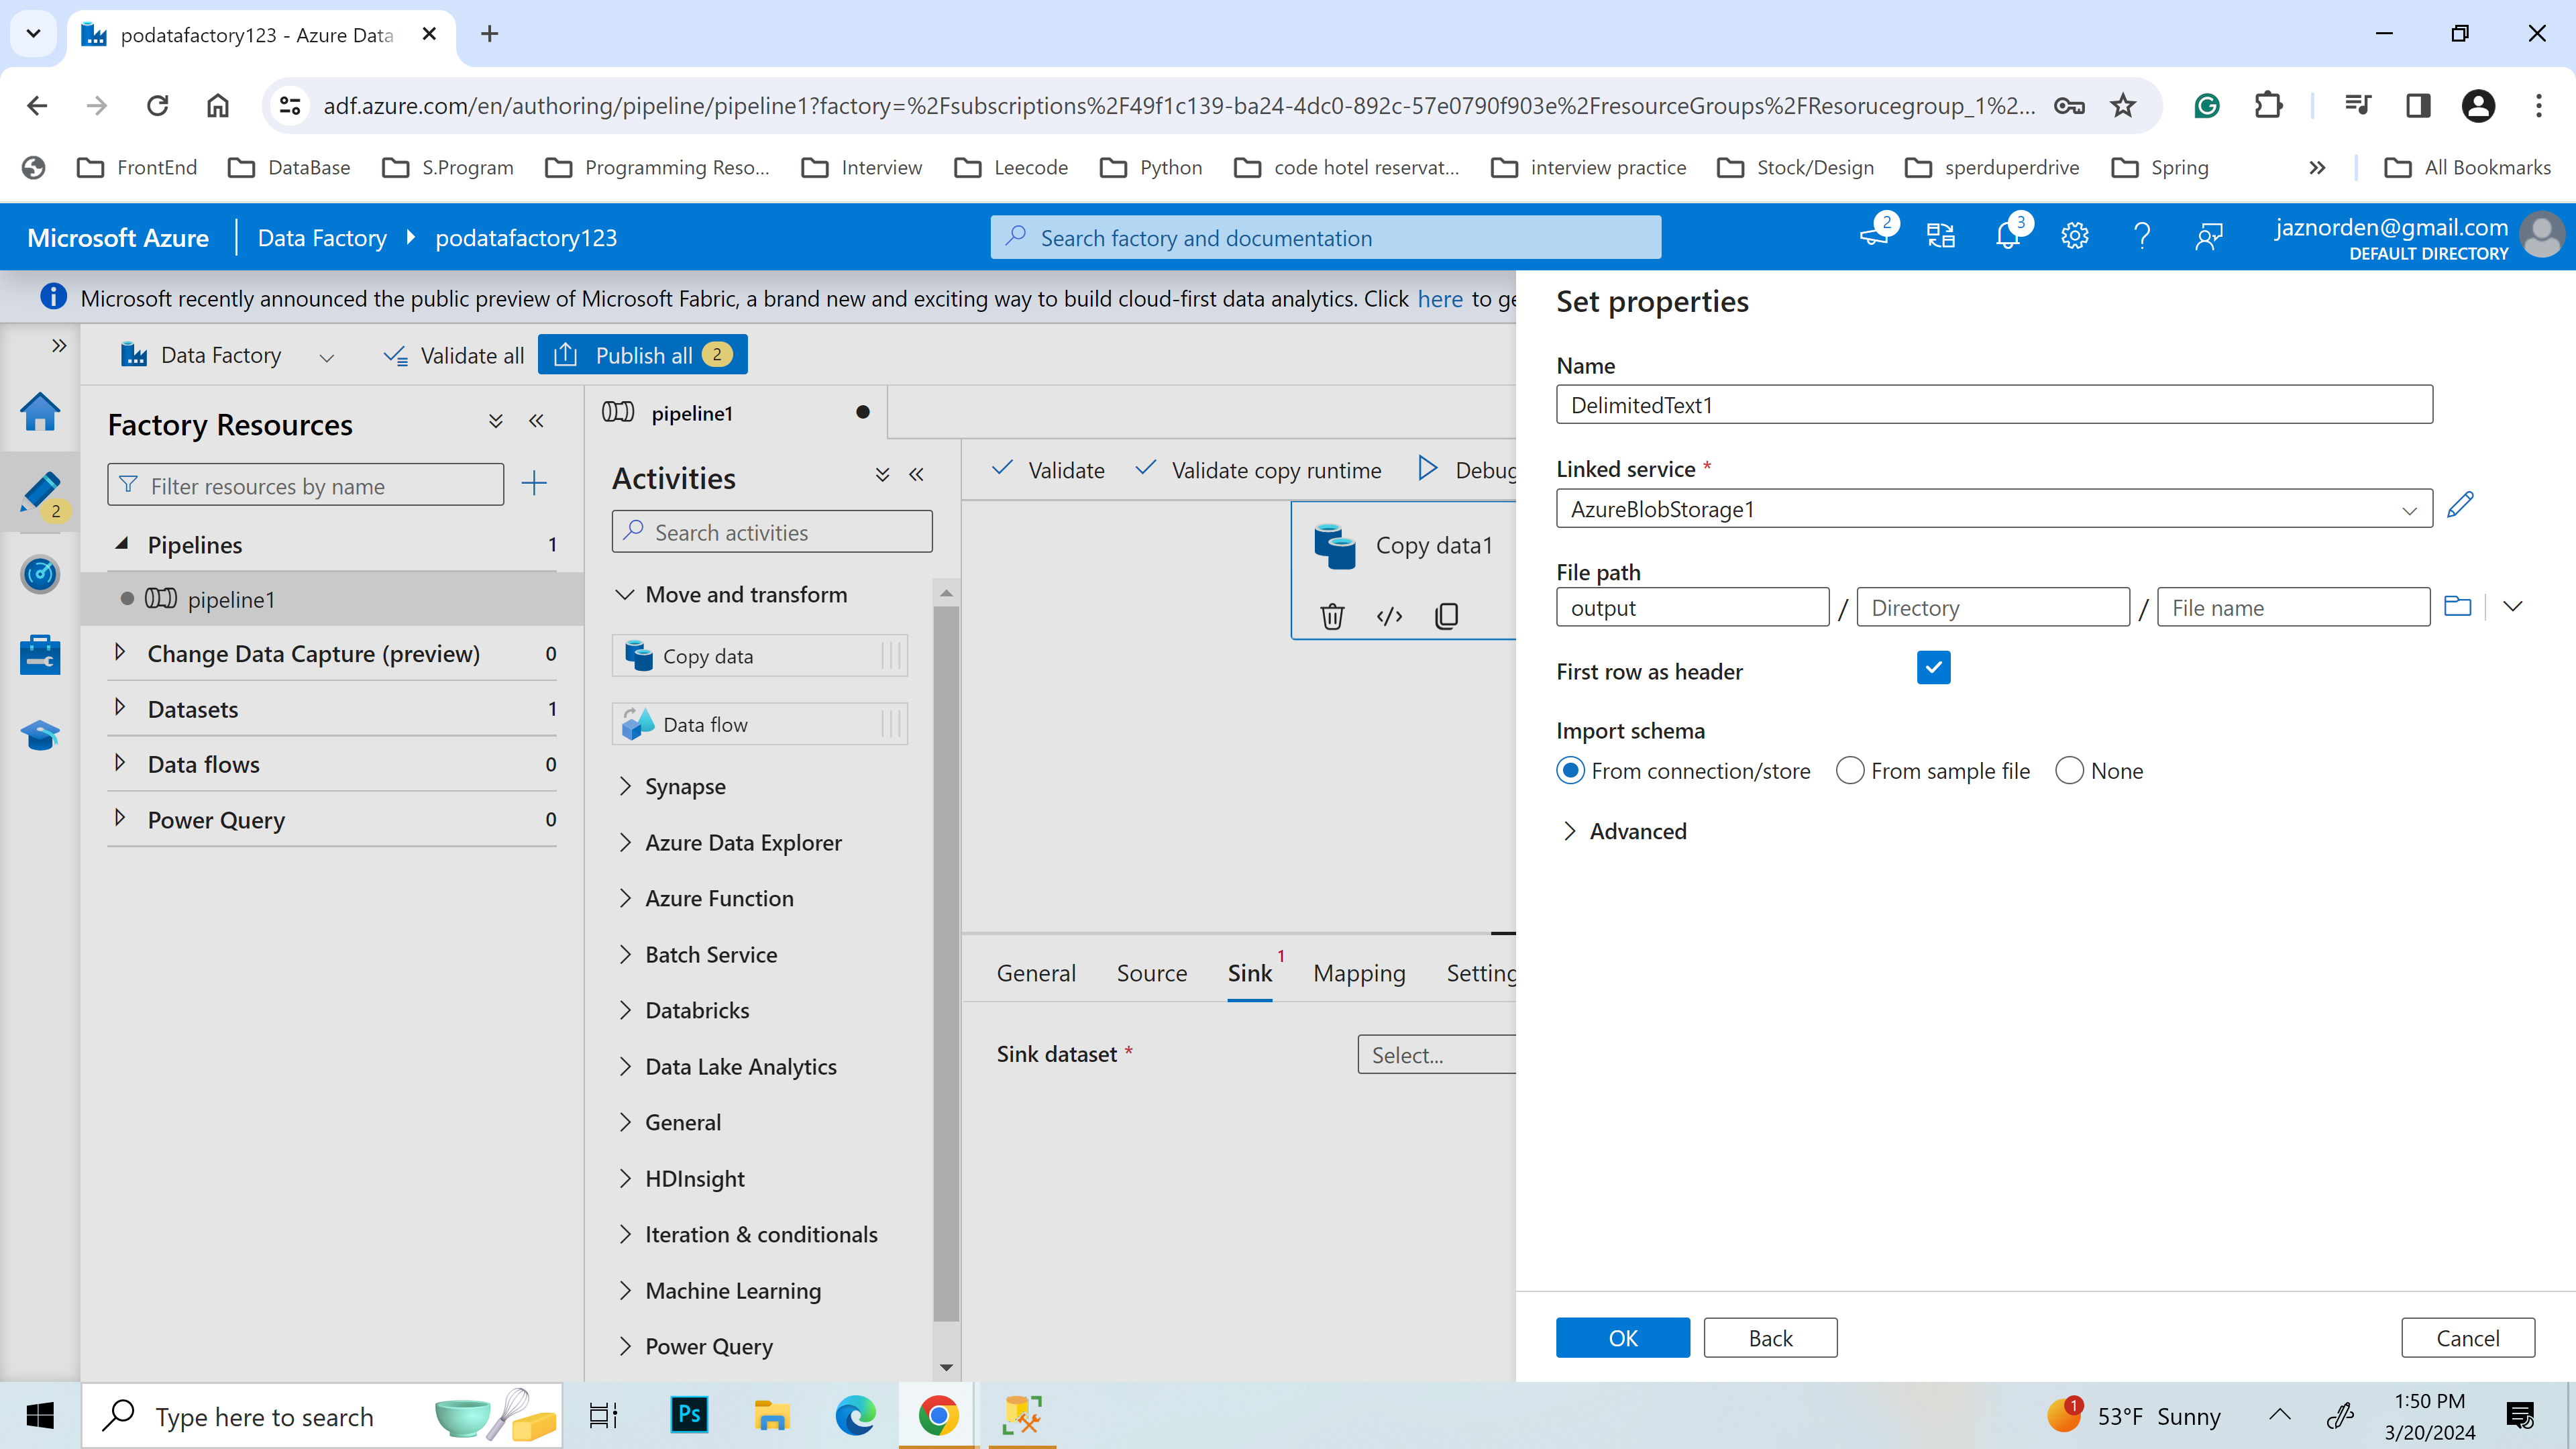 podatafactory123 - Azure Data
adf.azure.com/en/authoring/pipeline/pipeline1?factory=%2Fsubscriptions%2F49f1c139-ba24-4dc0-892c-57e0790f903e%2FresourceGroups%2FResorucegroup_1%2...
FrontEnd DataBase S.Program Programming Reso... Interview Leecode Python code hotel reservat... interview practice Stock/Design sperduperdrive Spring » All Bookmarks
Microsoft Azure Data Factory podatafactory123 Search factory and documentation 2 3 jaznorden@gmail.com
DEFAULT DIRECTORY
Microsoft recently announced the public preview of Microsoft Fabric, a brand new and exciting way to build cloud-first data analytics. Click here to ge
Data Factory Validate all Publish all 2
Factory Resources
Filter resources by name
2
Pipelines 1
pipeline1
Change Data Capture (preview) 0
Datasets 1
Data flows 0
Power Query 0
pipeline1
Activities
Search activities
Move and transform
Copy data
Data flow
Synapse
Azure Data Explorer
Azure Function
Batch Service
Databricks
Data Lake Analytics
General
HDInsight
Iteration & conditionals
Machine Learning
Power Query
Validate Validate copy runtime Debug
Copy data1
General Source Sink 1 Mapping Setting
Sink dataset * Select...
Set properties
Name
DelimitedText1
Linked service *
AzureBlobStorage1
File path
output / Directory / File name
First row as header
Import schema
From connection/store From sample file None
Advanced
OK Back Cancel
Type here to search Ps 1 53°F Sunny 1:50 PM
3/20/2024